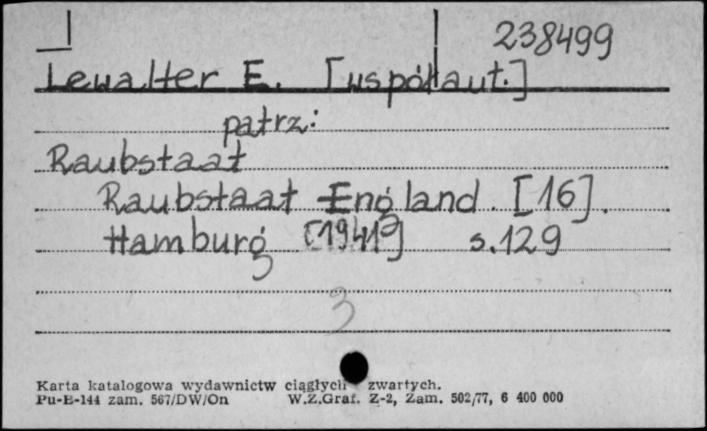 238499
Lewalter E. [współaut.]
patrz:
Raubstaat
Raubstaat England. [16].
Hamburg [1941?] s.129
3
Karta katalogowa wydawnictw ciągłych zwartych.
Pu-B-144 zam. 567/DW/On W.Z.Graf. Z-2, Zam. 502/77, 6 400 000